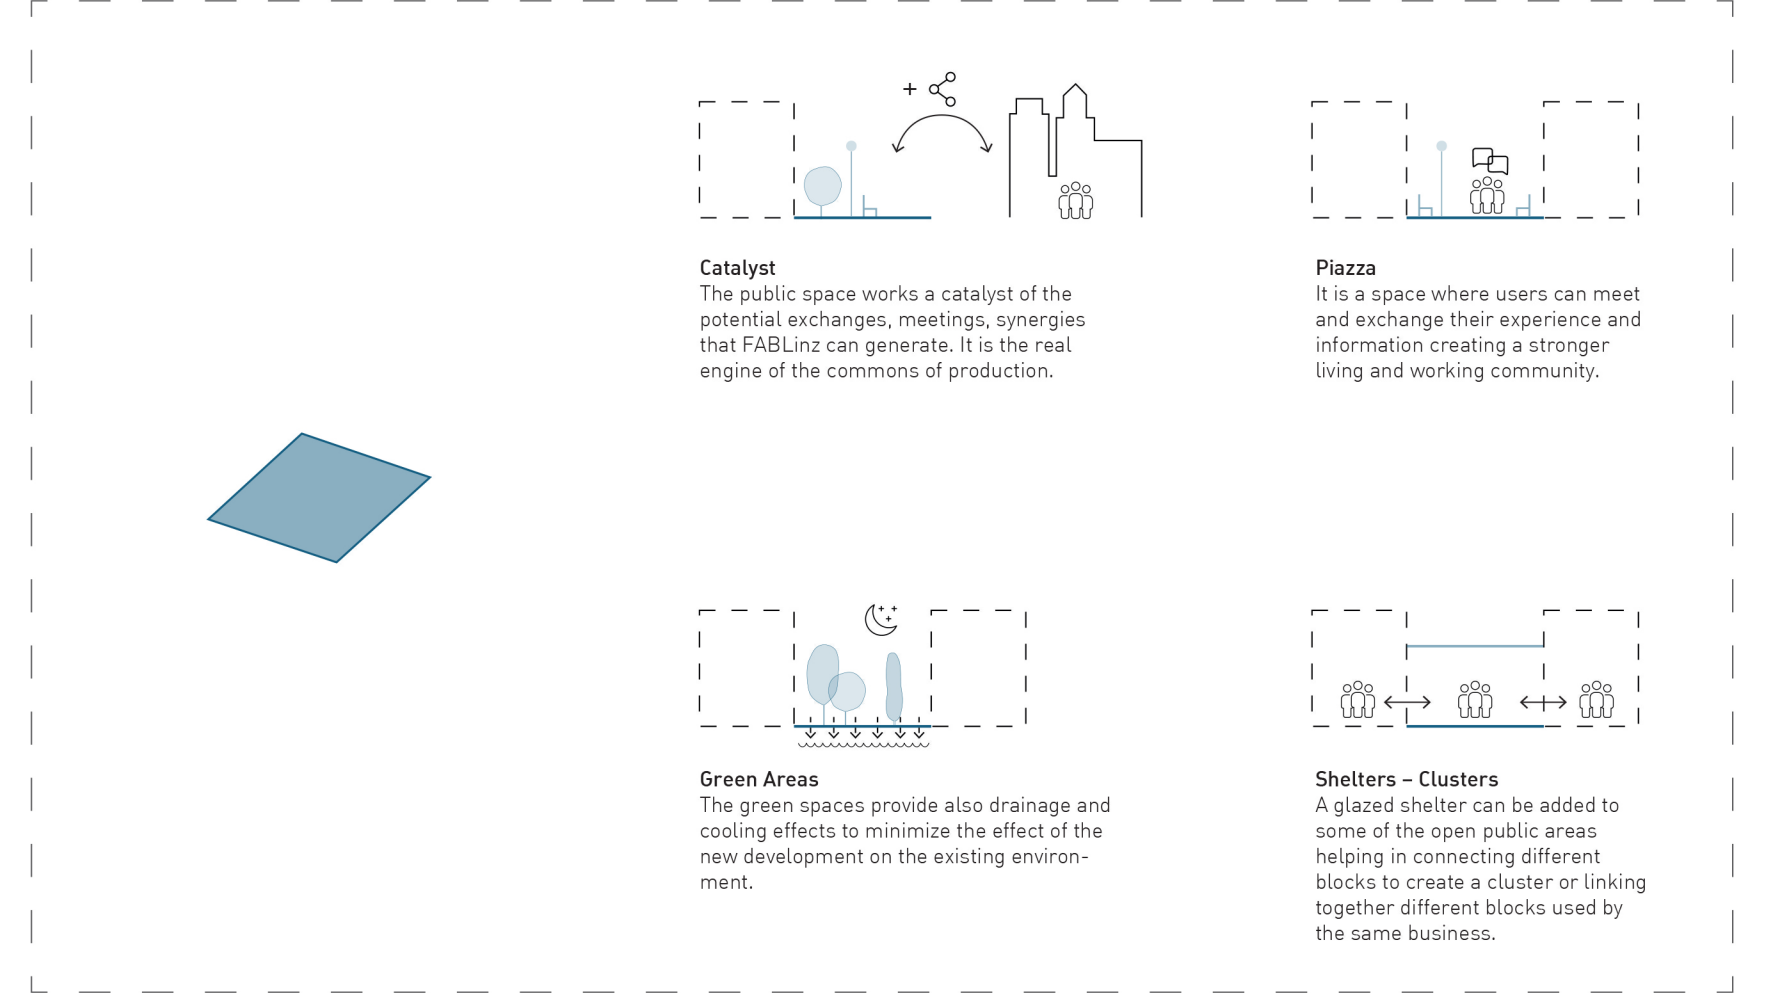 Catalyst
The public space works a catalyst of the
potential exchanges, meetings, synergies
that FABLinz can generate. It is the real
engine of the commons of production.
Piazza
It is a space where users can meet
and exchange their experience and
information creating a stronger
living and working community.
Green Areas
The green spaces provide also drainage and
cooling effects to minimize the effect of the
new development on the existing environ-
ment.
Shelters – Clusters
A glazed shelter can be added to
some of the open public areas
helping in connecting different
blocks to create a cluster or linking
together different blocks used by
the same business.